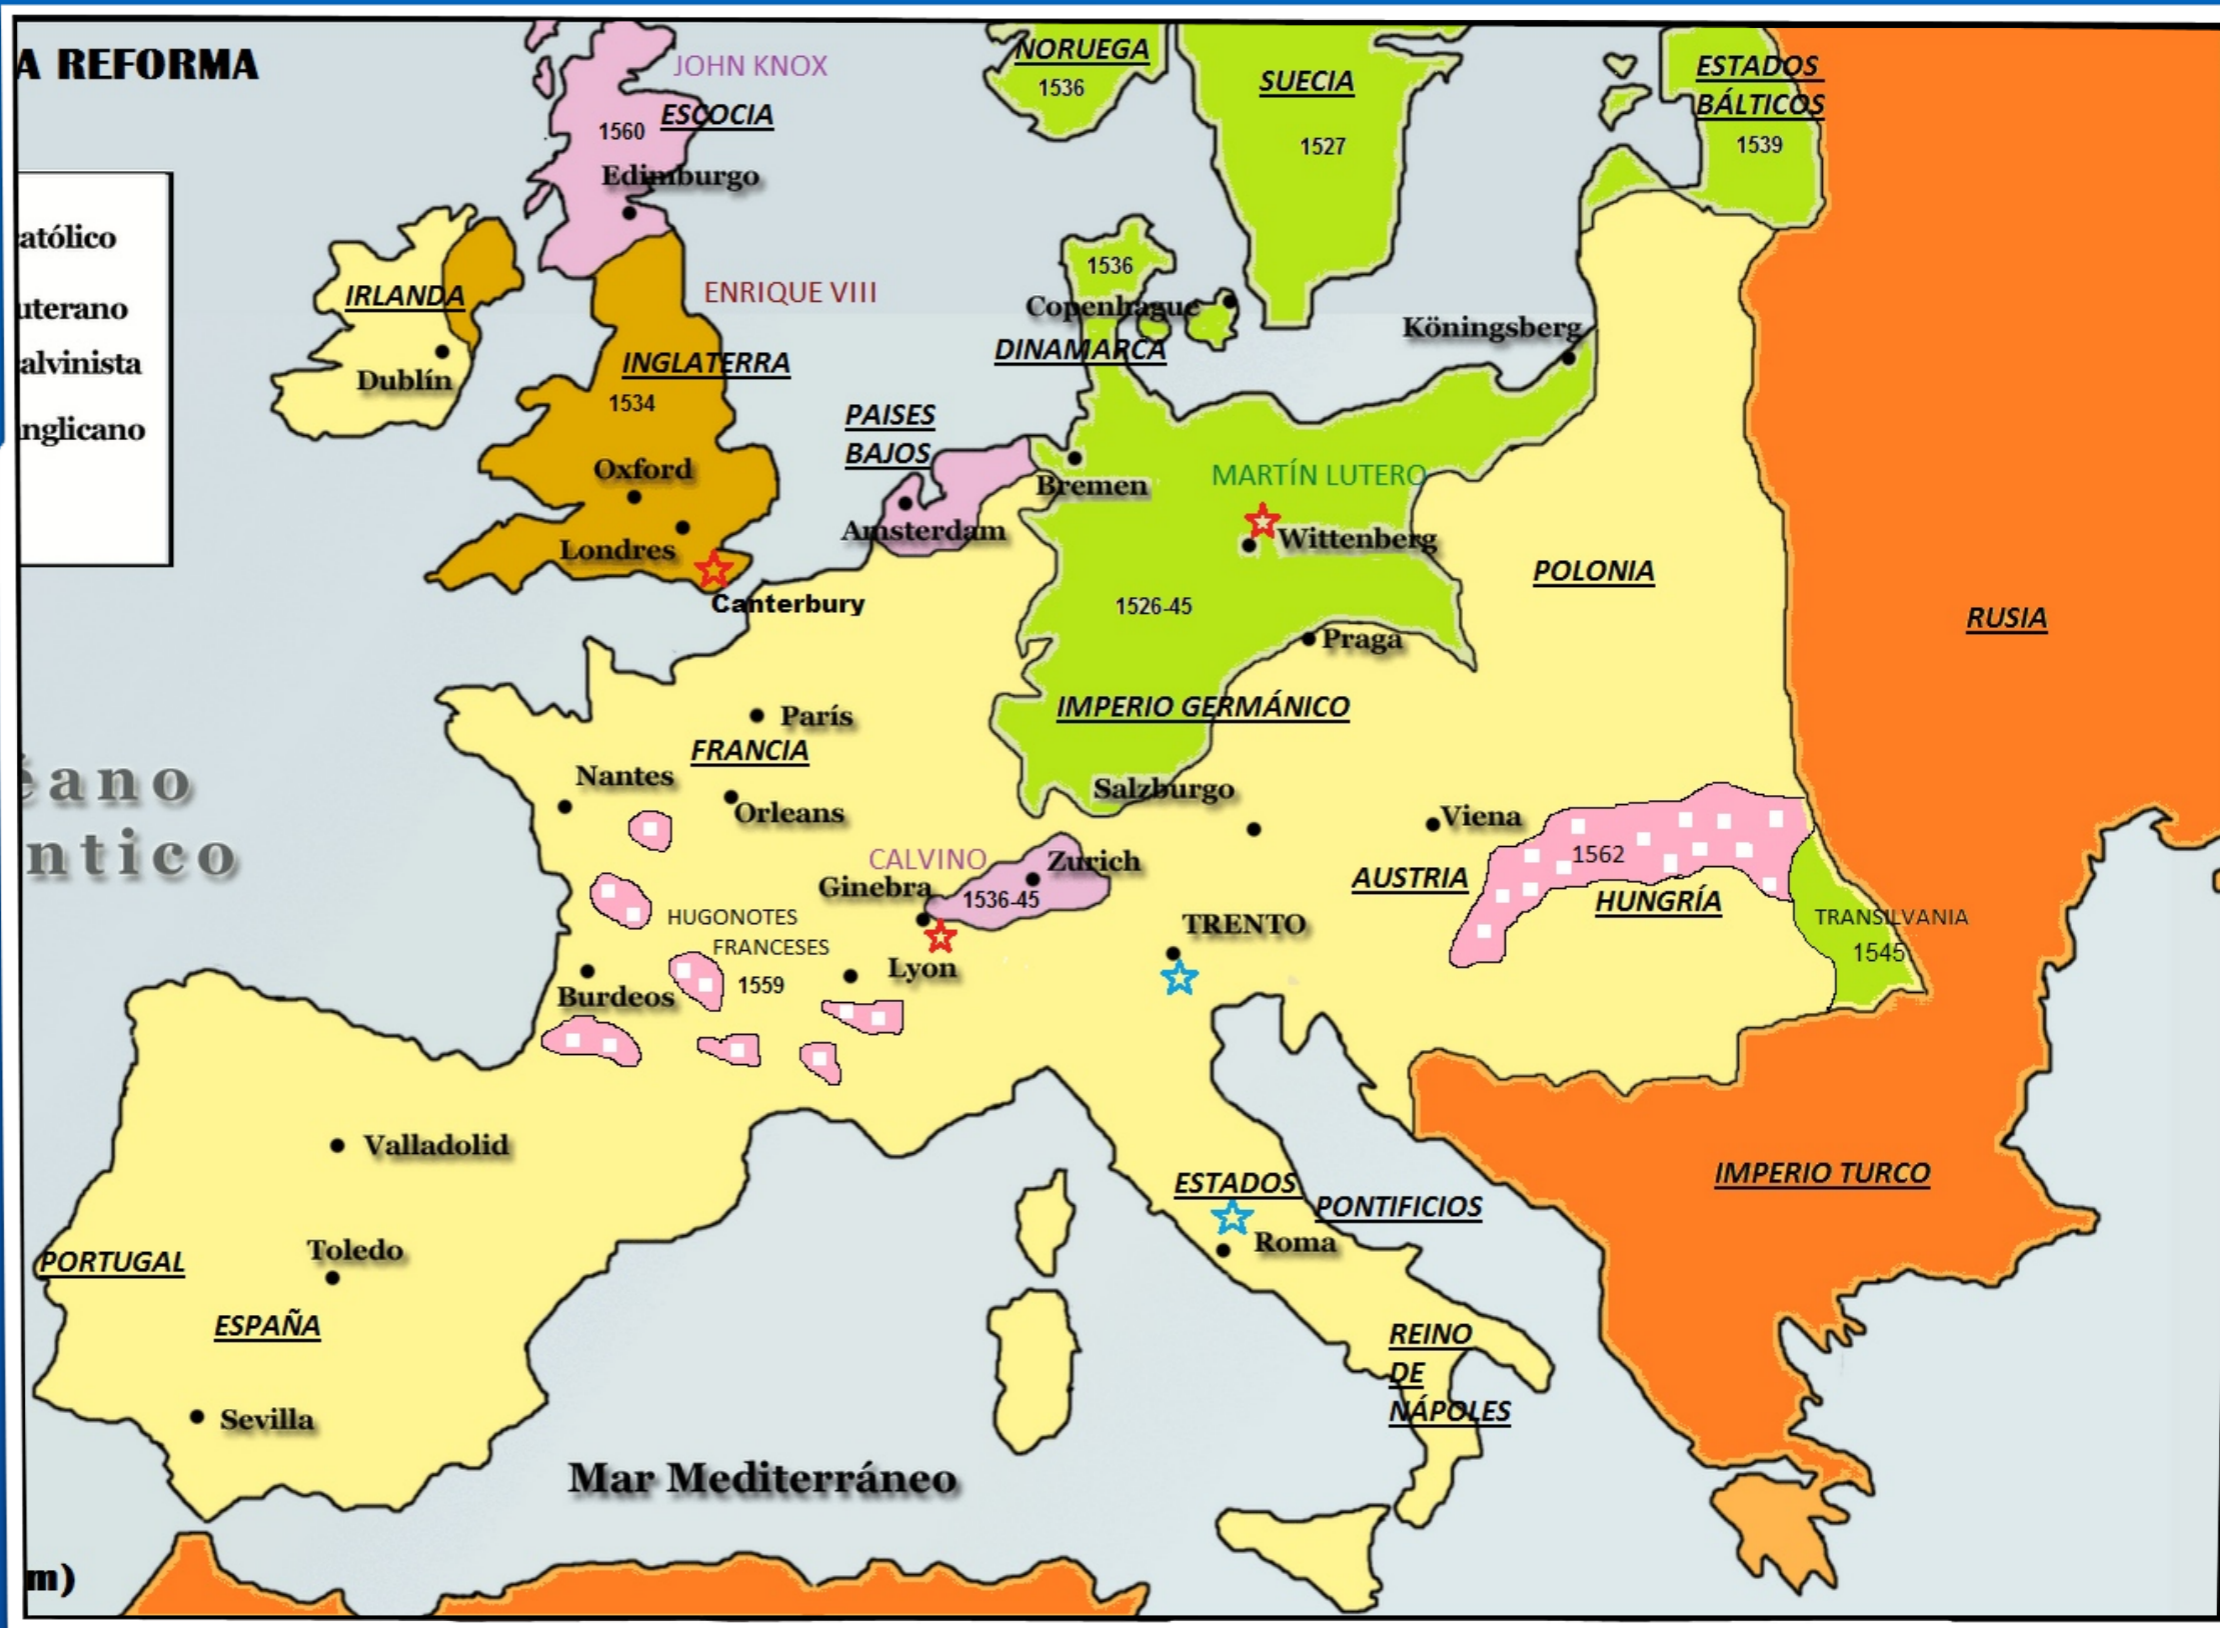 A REFORMA
atólico
uterano
alvinista
nglicano
JOHN KNOX
ESCOCIA
1560
Edimburgo
NORUEGA
1536
SUECIA
1527
ESTADOS
BÁLTICOS
1539
IRLANDA
Dublín
ENRIQUE VIII
INGLATERRA
1534
Oxford
Londres
Canterbury
1536
Copenhague
DINAMARCA
Köningsberg
PAISES
BAJOS
Amsterdam
Bremen
MARTÍN LUTERO
Wittenberg
1526-45
Praga
IMPERIO GERMÁNICO
POLONIA
RUSIA
éano
ntico
París
FRANCIA
Nantes
Orleans
Salzburgo
Viena
AUSTRIA
1562
HUNGRÍA
TRANSILVANIA
1545
CALVINO
Ginebra
Zurich
1536-45
HUGONOTES
FRANCESES
1559
Lyon
Burdeos
TRENTO
Valladolid
Toledo
PORTUGAL
ESPAÑA
Sevilla
ESTADOS
PONTIFICIOS
Roma
REINO
DE
NÁPOLES
IMPERIO TURCO
Mar Mediterráneo
m)